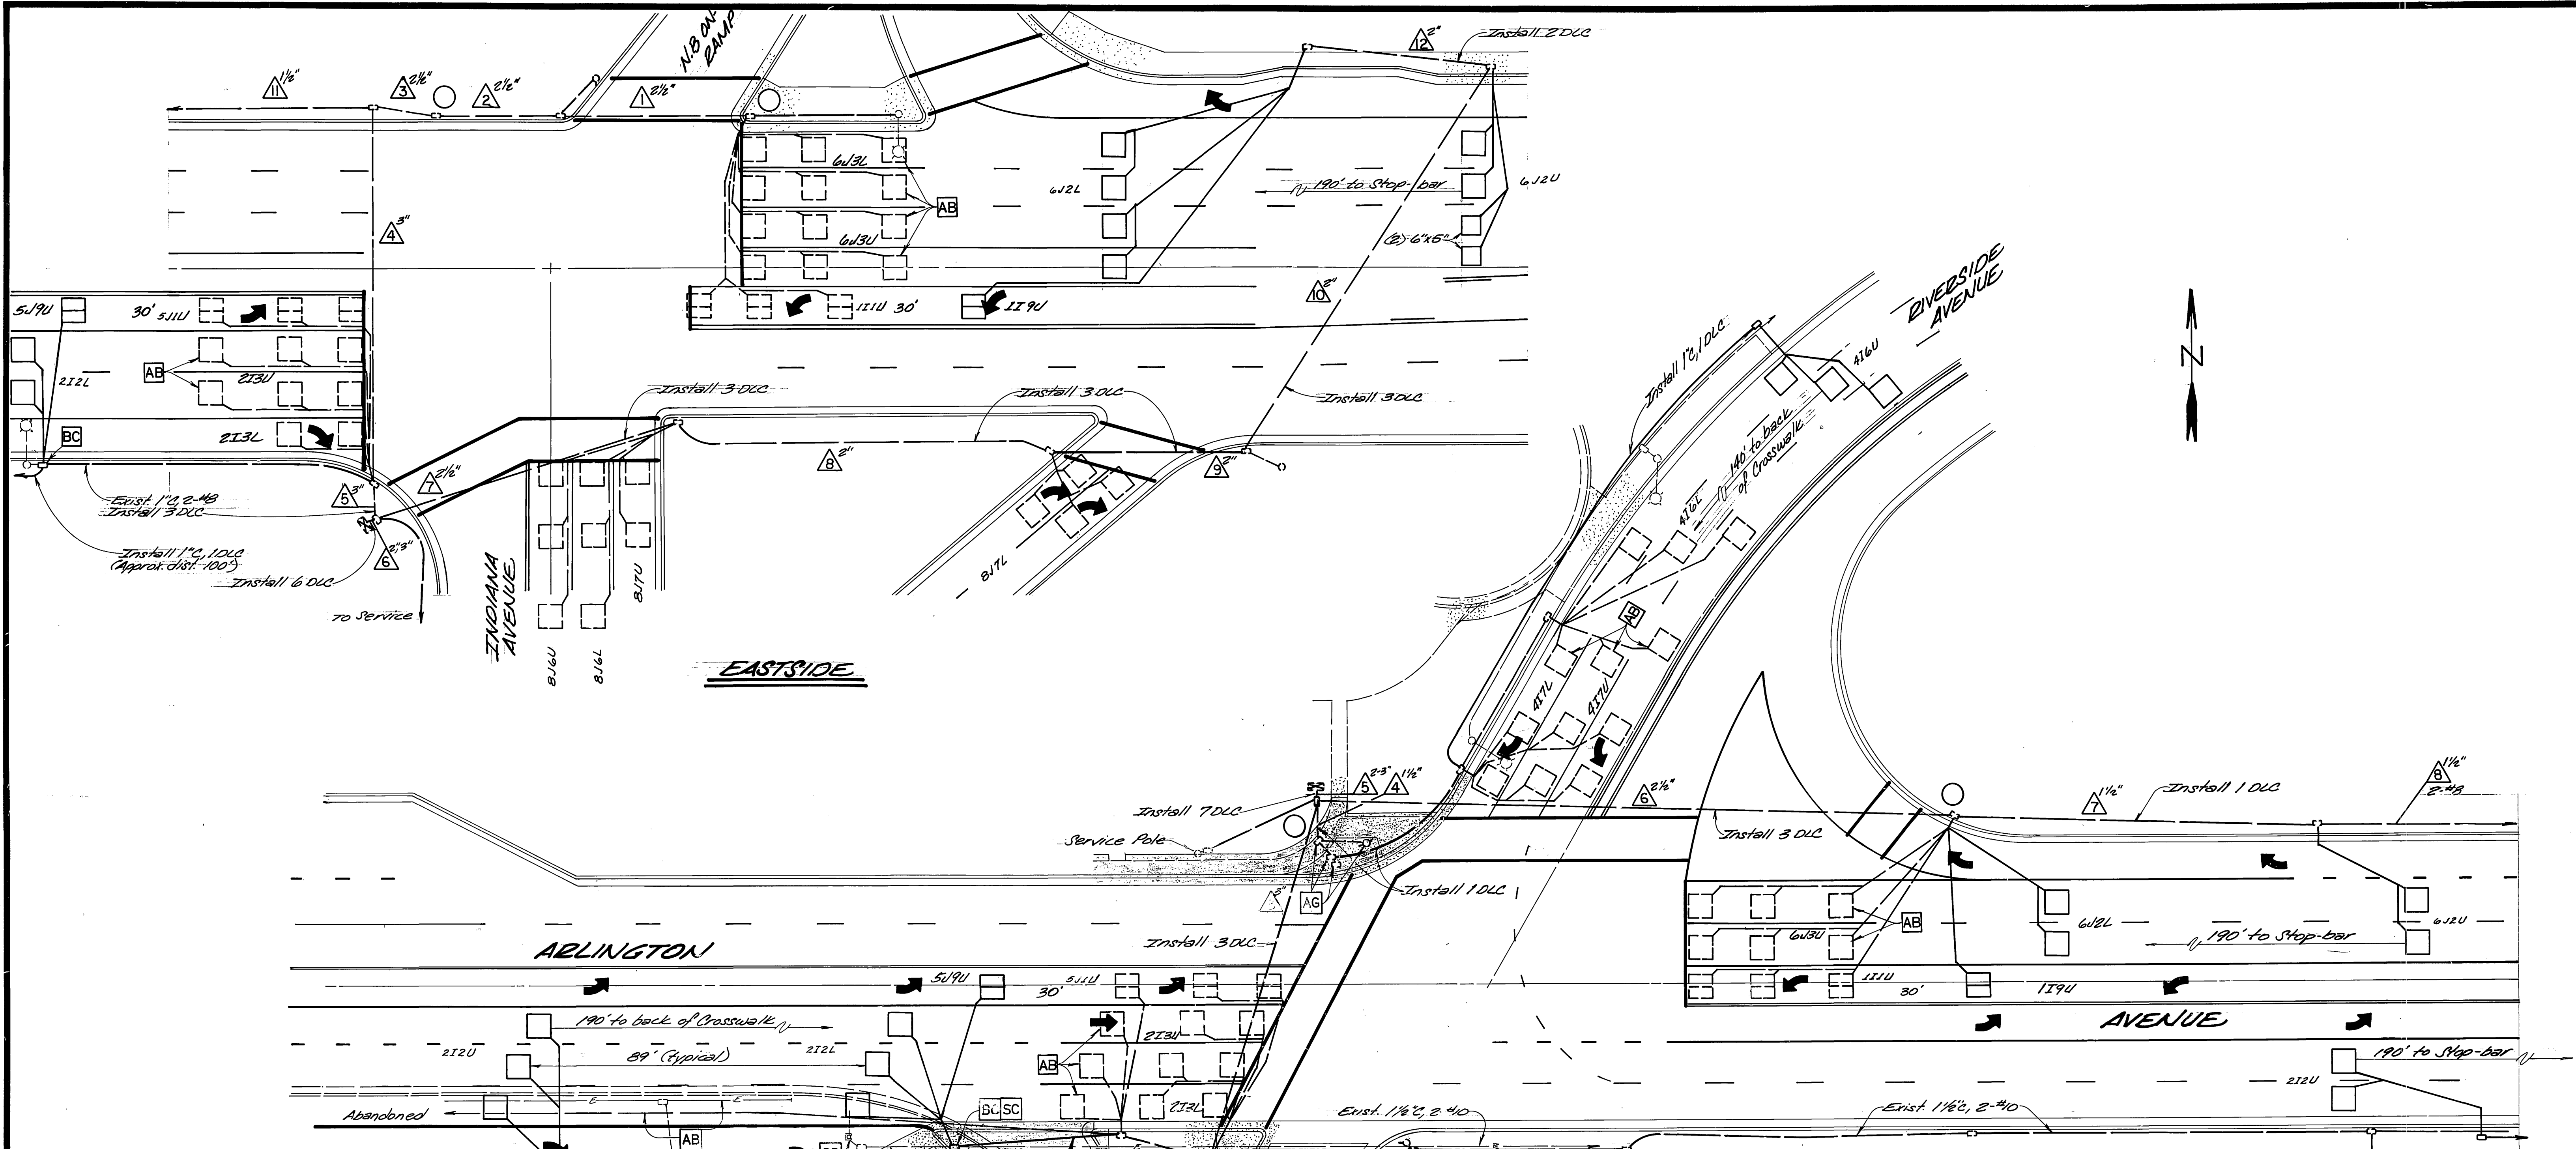 N.B ON-
RAMP
Install 2 DLC
11 1½"
3 2½"
2 2½"
1 2½"
12 2"
6J3L
6J2L
190' to Stop-bar
6J2U
AB
4 3"
6J3U
(2) 6'x5'
10 2"
5J9U
30'
5J1U
1I1U
30'
1I9U
RIVERSIDE
AVENUE
N
Install 1"C, 1 DLC
4I6U
AB
2I2L
2I3U
Install 3 DLC
Install 3 DLC
Install 3 DLC
BC
2I3L
8 2"
9 2"
140' to back
of Crosswalk
7 2½"
5 3"
Exist. 1"C, 2-#8
Install 3 DLC
4I6L
Install 1"C, 1 DLC
(Approx. dist. 100')
6 2",3"
Install 6 DLC
INDIANA
AVENUE
8J7U
8J7L
To Service
8J6U
8J6L
EASTSIDE
AB
4I7L
4I7U
5 2-3"
4 1½"
Install 7 DLC
6 2½"
7 1½"
Install 1 DLC
8 1½"
2-#8
Service Pole
Install 3 DLC
Install 1 DLC
AG
3"
AB
6J2L
6J2U
6J3U
190' to Stop-bar
ARLINGTON
Install 3 DLC
5J9U
30'
5J1U
1I1U
30'
1I9U
AVENUE
190' to back of Crosswalk
2I2U
89' (typical)
2I2L
2I3U
AB
190' to Stop-bar
2I2U
Abandoned
BC SC
2I3L
Exist. 1½"C, 2-#10
Exist. 1½"C, 2-#10
E
E
AB
E